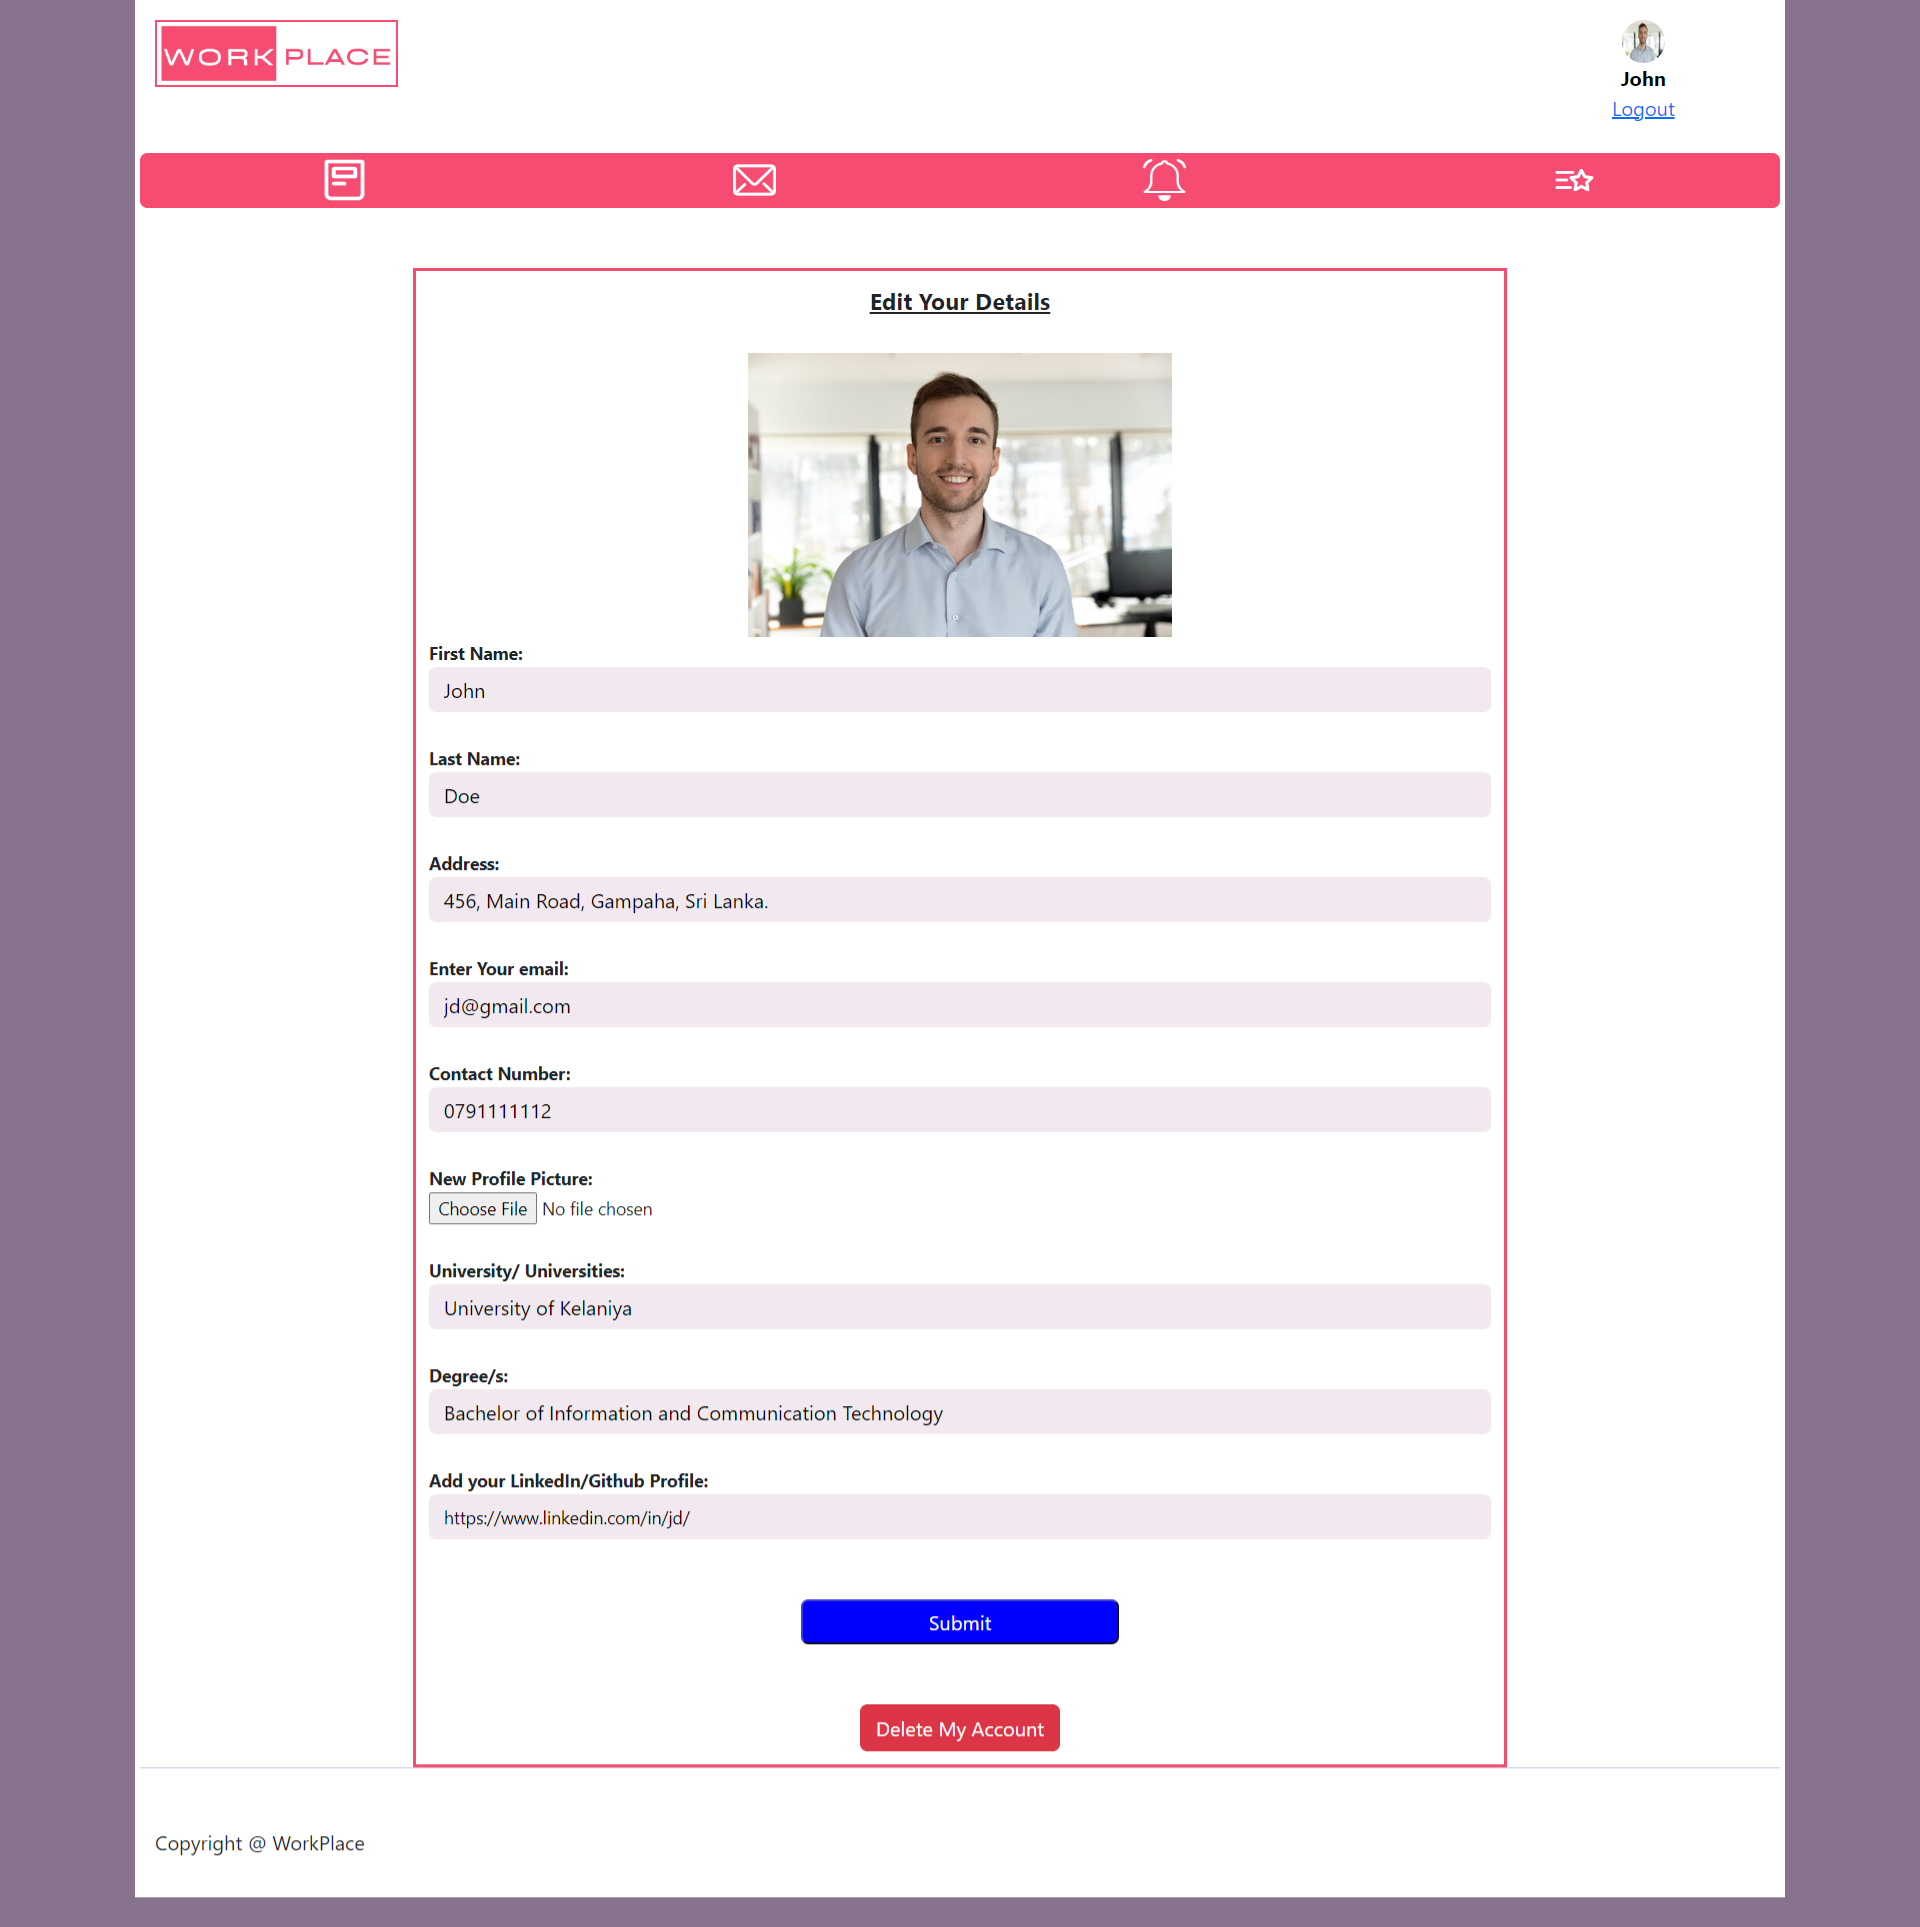 WORK PLACE
John
Logout
Edit Your Details
First Name:
John
Last Name:
Doe
Address:
456, Main Road, Gampaha, Sri Lanka.
Enter Your email:
jd@gmail.com
Contact Number:
0791111112
New Profile Picture:
Choose File No file chosen
University/ Universities:
University of Kelaniya
Degree/s:
Bachelor of Information and Communication Technology
Add your LinkedIn/Github Profile:
https://www.linkedin.com/in/jd/
Submit
Delete My Account
Copyright @ WorkPlace